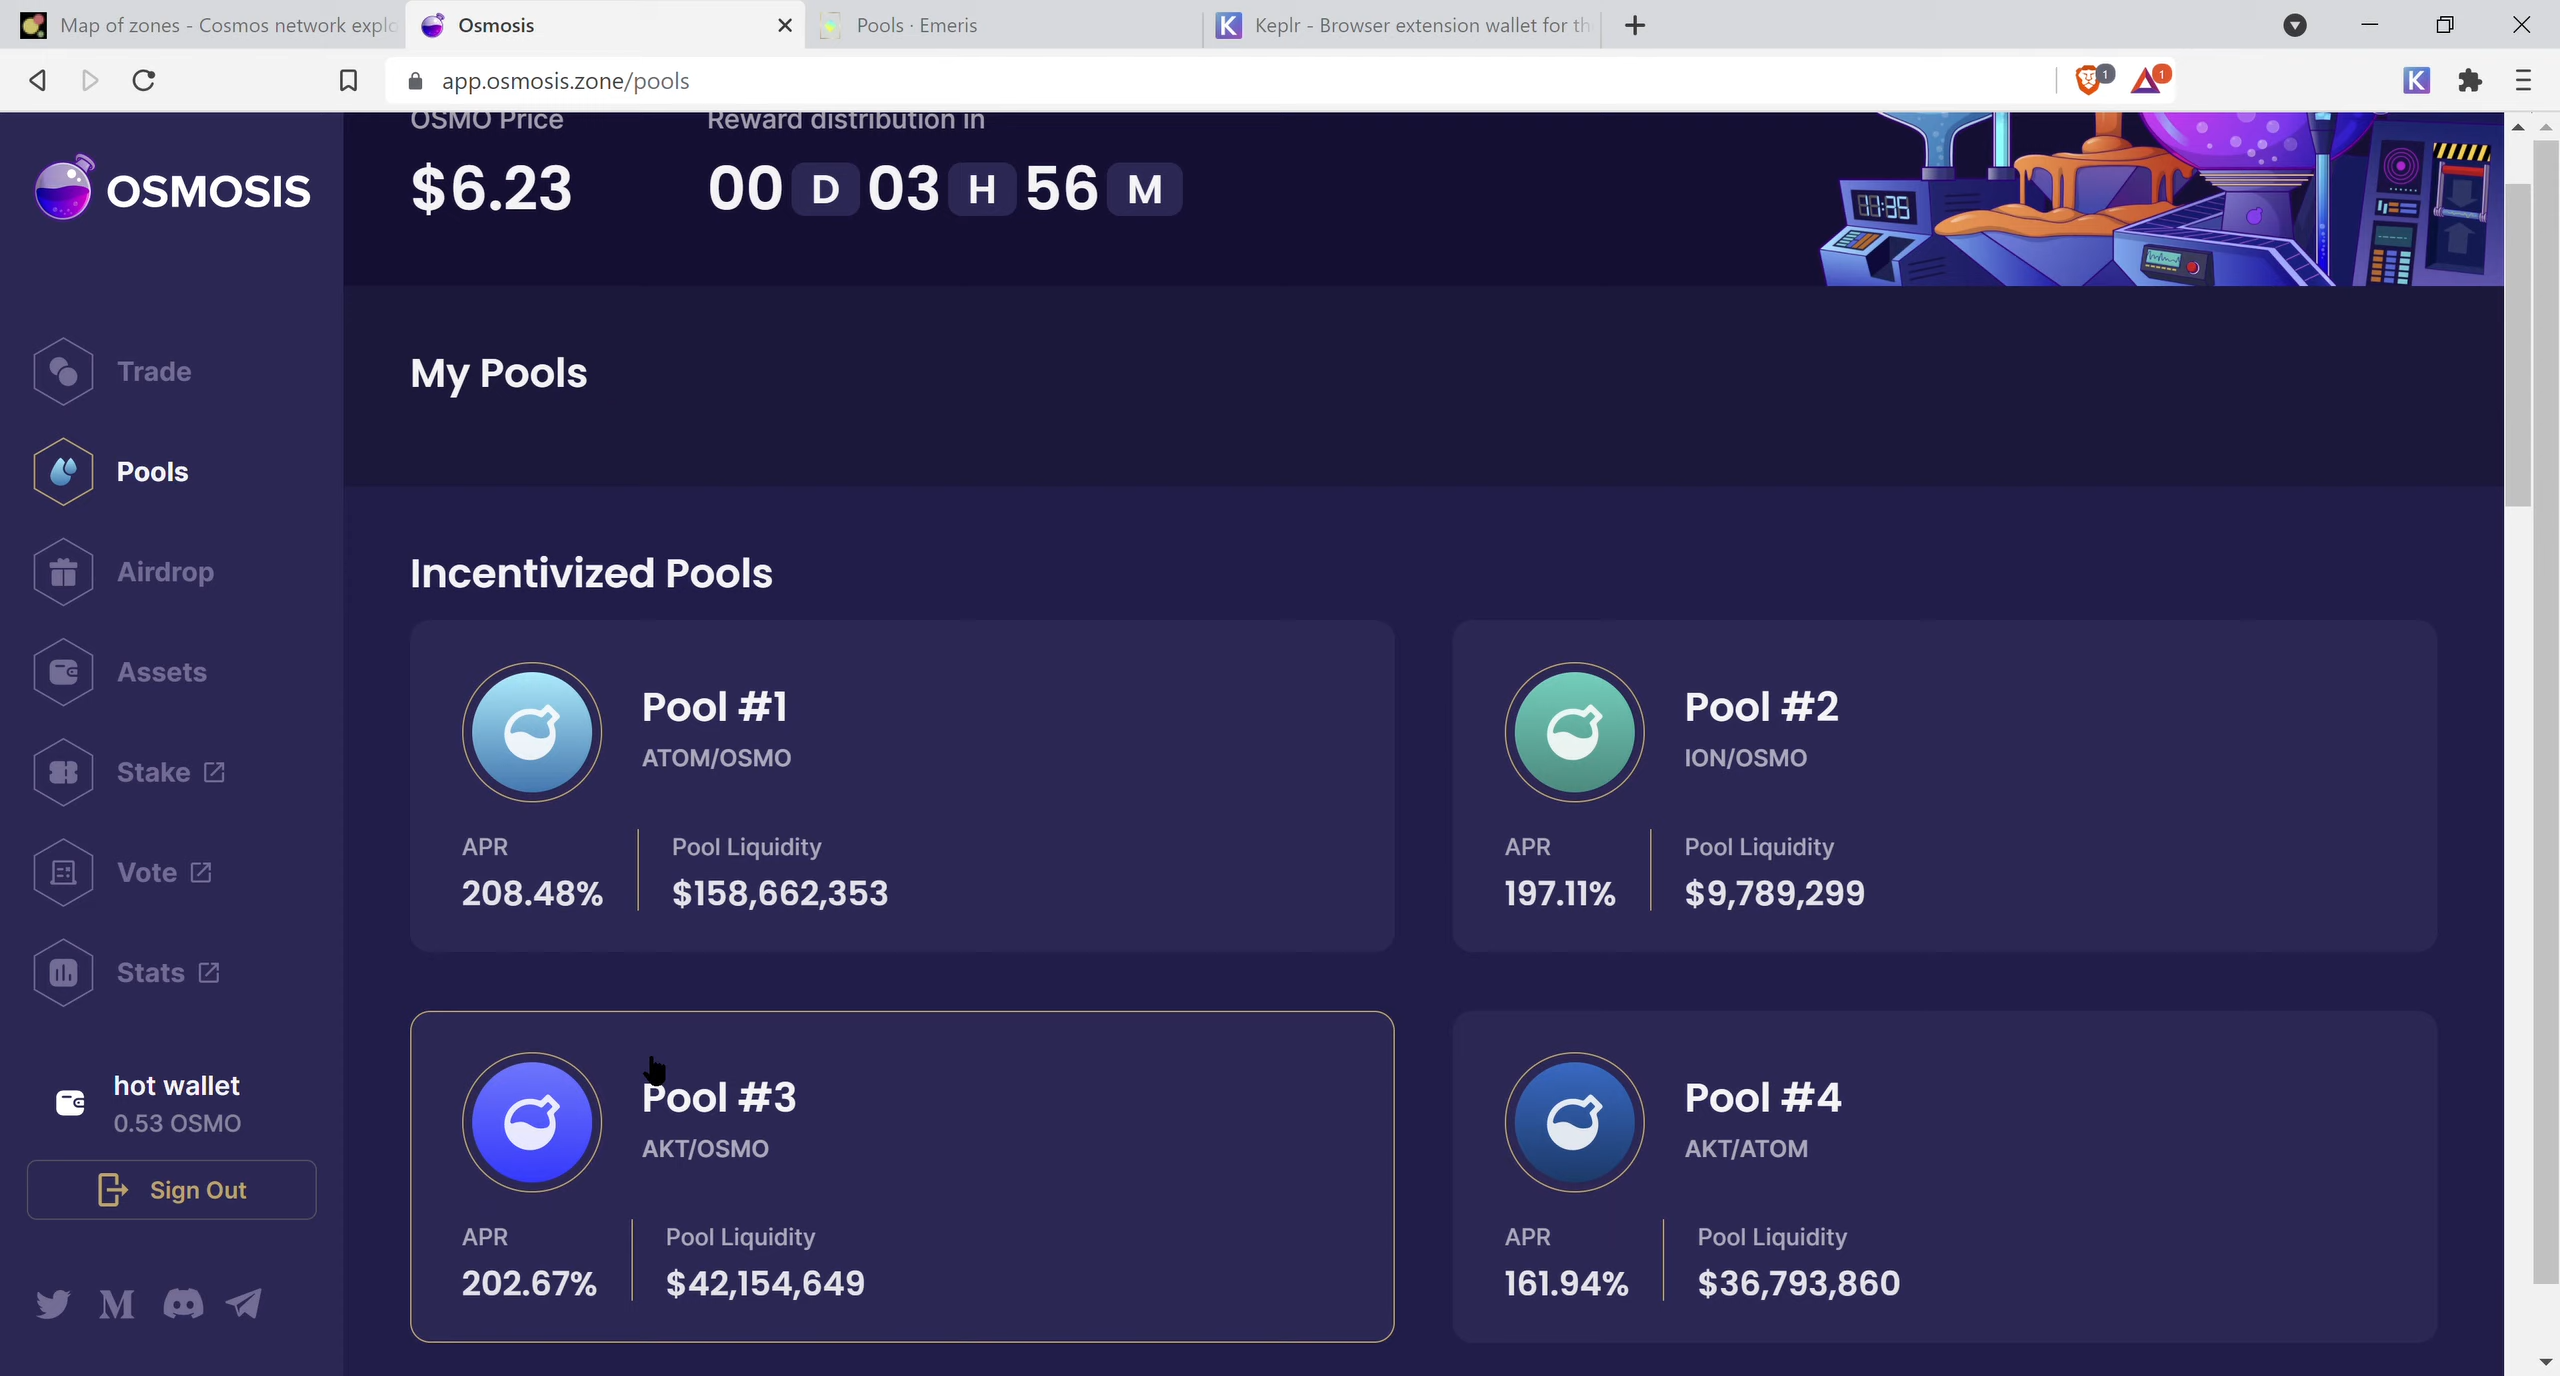 Map of zones - Cosmos network explo
Osmosis
Pools · Emeris
Keplr - Browser extension wallet for th
app.osmosis.zone/pools
1
1
K
OSMOSIS
OSMO Price
Reward distribution in
$6.23
00 D 03 H 56 M
11:39
Trade
Pools
Airdrop
Assets
Stake
Vote
Stats
hot wallet
0.53 OSMO
Sign Out
My Pools
Incentivized Pools
Pool #1
ATOM/OSMO
APR
Pool Liquidity
208.48%
$158,662,353
Pool #2
ION/OSMO
APR
Pool Liquidity
197.11%
$9,789,299
Pool #3
AKT/OSMO
APR
Pool Liquidity
202.67%
$42,154,649
Pool #4
AKT/ATOM
APR
Pool Liquidity
161.94%
$36,793,860